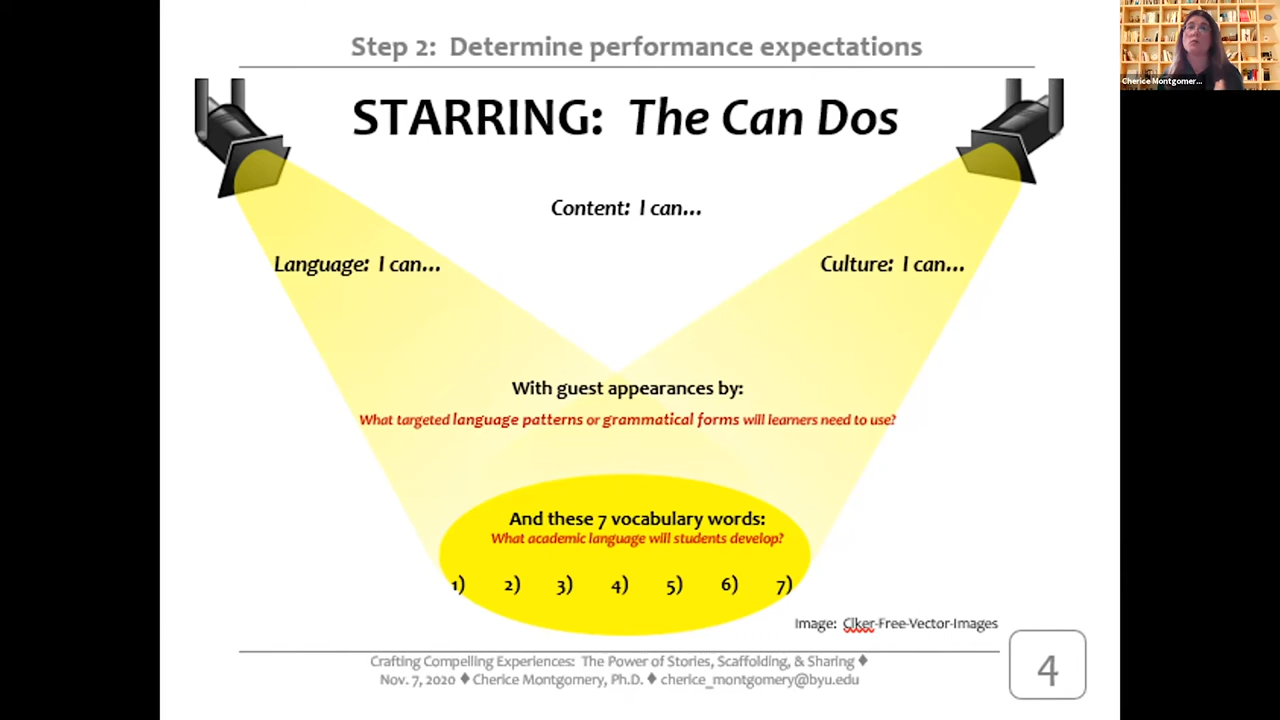 Step 2: Determine performance expectations
Cherice Montgomer...
STARRING: The Can Dos
Content: I can...
Language: I can...
Culture: I can...
With guest appearances by:
What targeted language patterns or grammatical forms will learners need to use?
And these 7 vocabulary words:
What academic language will students develop?
1) 2) 3) 4) 5) 6) 7)
Image: Clker-Free-Vector-Images
Crafting Compelling Experiences: The Power of Stories, Scaffolding, & Sharing ♦
Nov. 7, 2020 ♦ Cherice Montgomery, Ph.D. ♦ cherice_montgomery@byu.edu
4